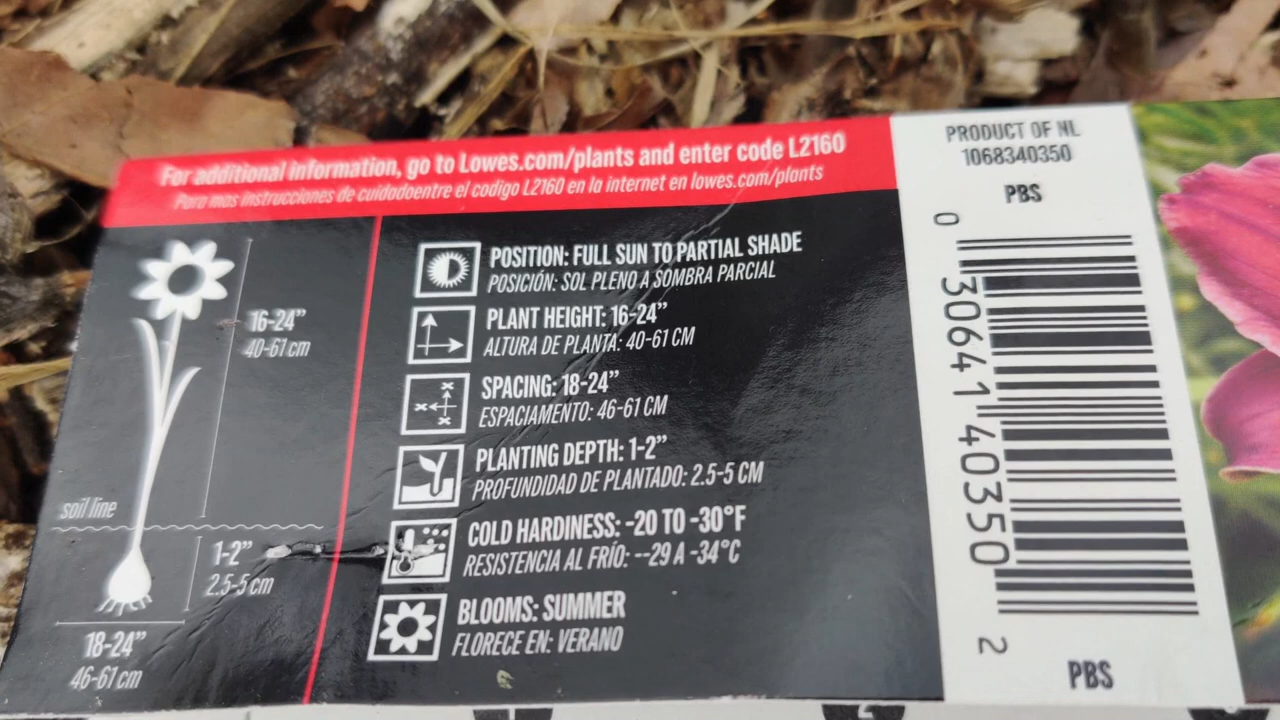 For additional information, go to Lowes.com/plants and enter code L2160
Para mas instrucciones de cuidadoentre el codigo L2160 en la internet en lowes.com/plants
16-24”
40-61 cm
soil line
1-2”
2.5-5 cm
18-24”
46-61 cm
POSITION: FULL SUN TO PARTIAL SHADE
POSICIÓN: SOL PLENO A SOMBRA PARCIAL
PLANT HEIGHT: 16-24”
ALTURA DE PLANTA: 40-61 CM
SPACING: 18-24”
ESPACIAMENTO: 46-61 CM
PLANTING DEPTH: 1-2”
PROFUNDIDAD DE PLANTADO: 2.5-5 CM
COLD HARDINESS: -20 TO -30°F
RESISTENCIA AL FRÍO: --29 A -34°C
BLOOMS: SUMMER
FLORECE EN: VERANO
PRODUCT OF NL
1068340350
PBS
0 30641 40350 2
PBS